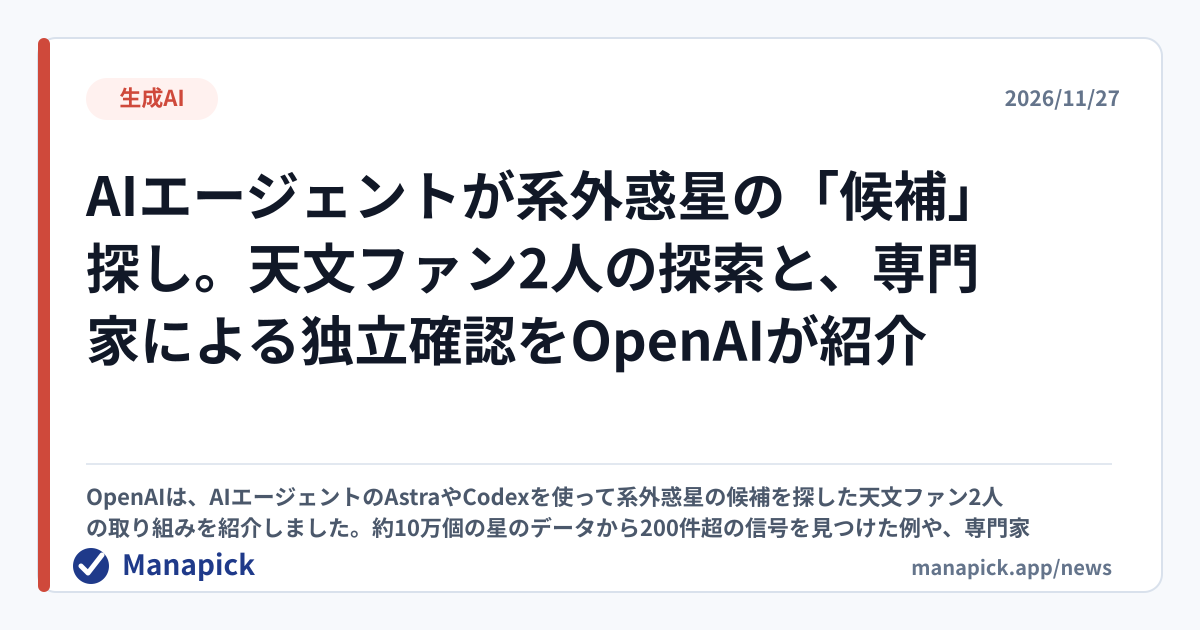 生成AI
2026/11/27
AIエージェントが系外惑星の「候補」
探し。天文ファン2人の探索と、専門
家による独立確認をOpenAIが紹介
OpenAIは、AIエージェントのAstraやCodexを使って系外惑星の候補を探した天文ファン2人
の取り組みを紹介しました。約10万個の星のデータから200件超の信号を見つけた例や、専門家
Manapick
manapick.app/news